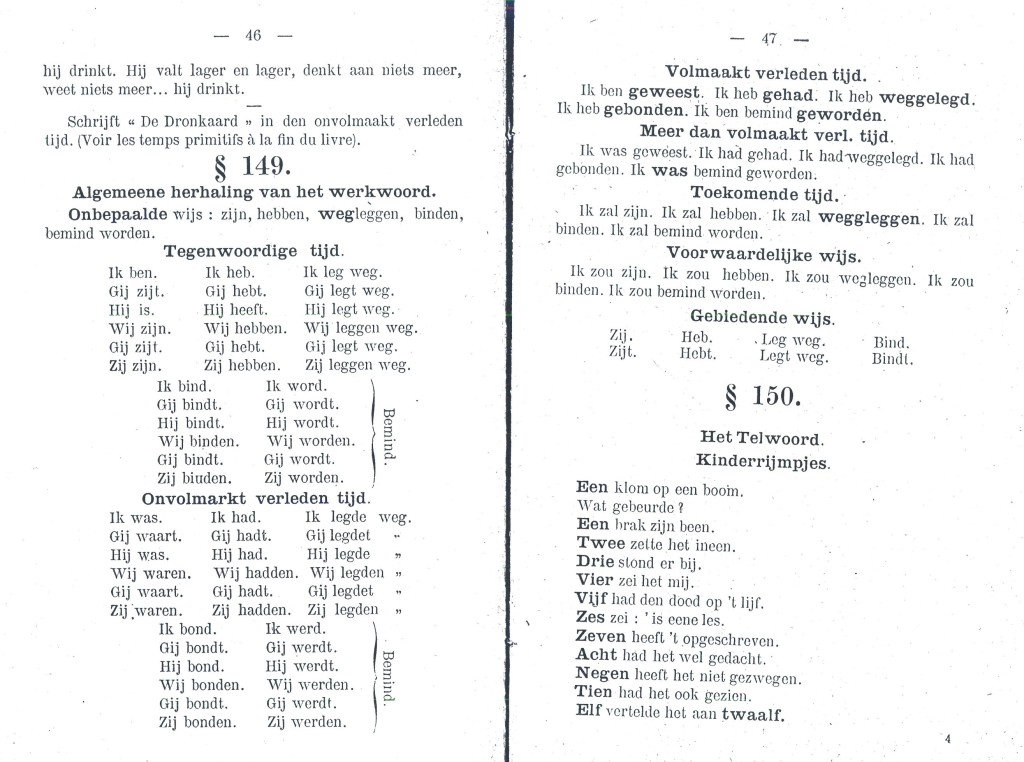 — 46 —
hij drinkt. Hij valt lager en lager, denkt aan niets meer,
weet niets meer... hij drinkt.
Schrijft « De Dronkaard » in den onvolmaakt verleden
tijd. (Voir les temps primitifs à la fin du livre).
§ 149.
Algemeene herhaling van het werkwoord.
Onbepaalde wijs : zijn, hebben, wegleggen, binden,
bemind worden.
Tegenwoordige tijd.
Ik ben. Ik heb. Ik leg weg.
Gij zijt. Gij hebt. Gij legt weg.
Hij is. Hij heeft. Hij legt weg.
Wij zijn. Wij hebben. Wij leggen weg.
Gij zijt. Gij hebt. Gij legt weg.
Zij zijn. Zij hebben. Zij leggen weg.
Ik bind. Ik word.
Gij bindt. Gij wordt.
Hij bindt. Hij wordt.
Wij binden. Wij worden.
Gij bindt. Gij wordt.
Zij binden. Zij worden.
Bemind.
Onvolmarkt verleden tijd.
Ik was. Ik had. Ik legde weg.
Gij waart. Gij hadt. Gij legdet „
Hij was. Hij had. Hij legde „
Wij waren. Wij hadden. Wij legden „
Gij waart. Gij hadt. Gij legdet „
Zij waren. Zij hadden. Zij legden „
Ik bond. Ik werd.
Gij bondt. Gij werdt.
Hij bond. Hij werdt.
Wij bonden. Wij werden.
Gij bondt. Gij werdt.
Zij bonden. Zij werden.
Bemind.
— 47 —
Volmaakt verleden tijd.
Ik ben geweest. Ik heb gehad. Ik heb weggelegd.
Ik heb gebonden. Ik ben bemind geworden.
Meer dan volmaakt verl. tijd.
Ik was geweest. Ik had gehad. Ik had weggelegd. Ik had
gebonden. Ik was bemind geworden.
Toekomende tijd.
Ik zal zijn. Ik zal hebben. Ik zal weggleggen. Ik zal
binden. Ik zal bemind worden.
Voorwaardelijke wijs.
Ik zou zijn. Ik zou hebben. Ik zou wegleggen. Ik zou
binden. Ik zou bemind worden.
Gebiedende wijs.
Zij. Heb. Leg weg. Bind.
Zijt. Hebt. Legt weg. Bindt.
§ 150.
Het Telwoord.
Kinderrijmpjes.
Een klom op een boom.
Wat gebeurde ?
Een brak zijn been.
Twee zette het ineen.
Drie stond er bij.
Vier zei het mij.
Vijf had den dood op 't lijf.
Zes zei : 'is eene les.
Zeven heeft 't opgeschreven.
Acht had het wel gedacht.
Negen heeft het niet gezwegen.
Tien had het ook gezien.
Elf vertelde het aan twaalf.
4